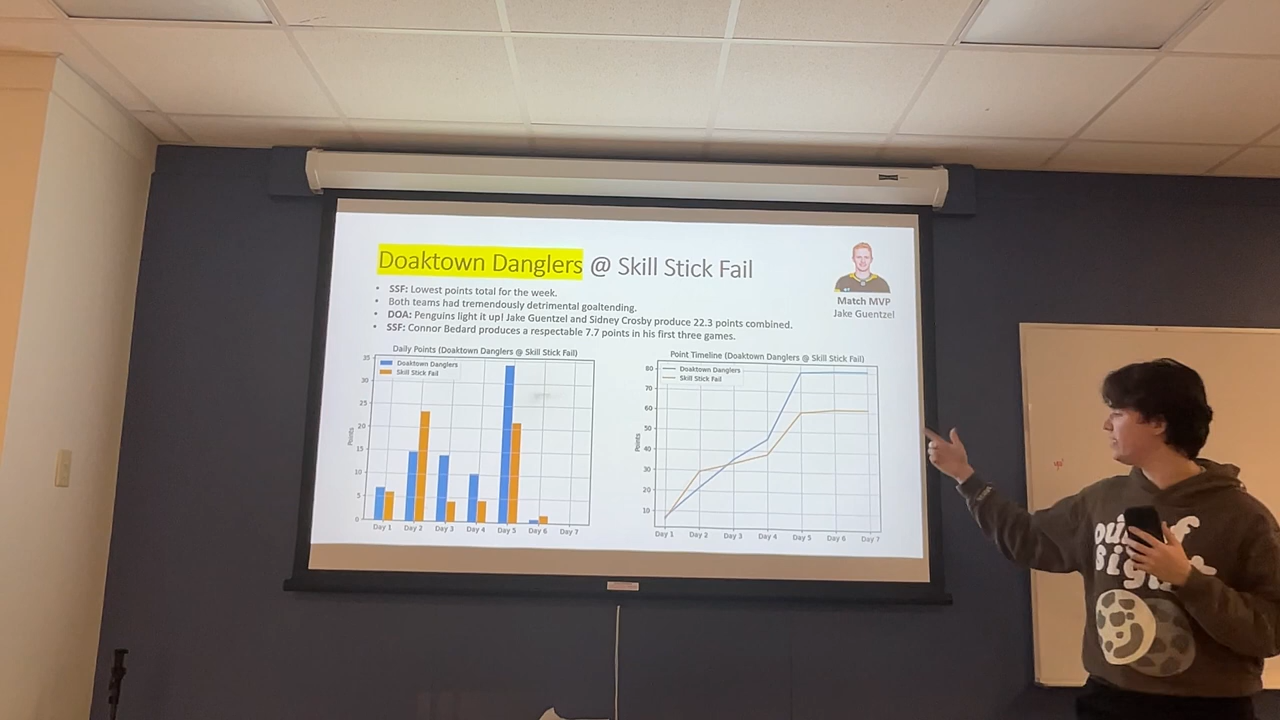 Doaktown Danglers @ Skill Stick Fail
• SSF: Lowest points total for the week.
• Both teams had tremendously detrimental goaltending.
• DOA: Penguins light it up! Jake Guentzel and Sidney Crosby produce 22.3 points combined.
• SSF: Connor Bedard produces a respectable 7.7 points in his first three games.
Match MVP
Jake Guentzel
Daily Points (Doaktown Danglers @ Skill Stick Fail)
Doaktown Danglers
Skill Stick Fail
Points
35
30
25
20
15
10
5
0
Day 1 Day 2 Day 3 Day 4 Day 5 Day 6 Day 7
Point Timeline (Doaktown Danglers @ Skill Stick Fail)
Doaktown Danglers
Skill Stick Fail
Points
80
70
60
50
40
30
20
10
Day 1 Day 2 Day 3 Day 4 Day 5 Day 6 Day 7
out of